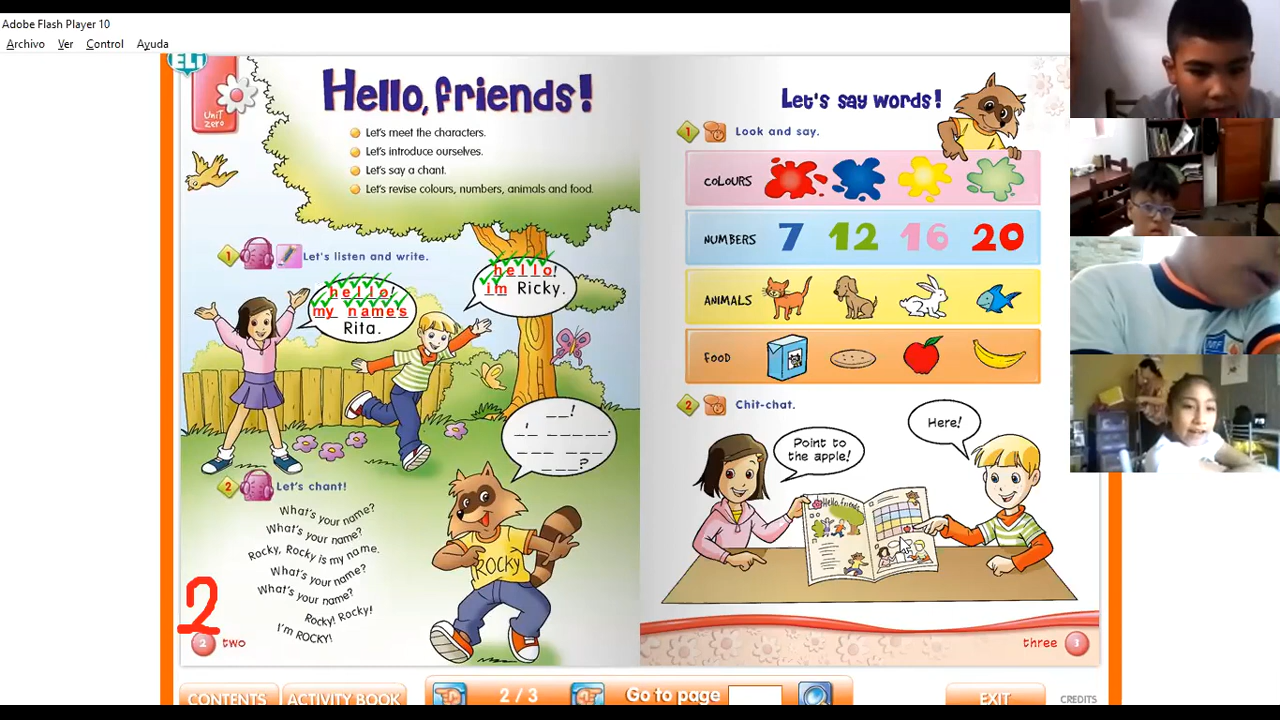 Adobe Flash Player 10
Archivo Ver Control Ayuda
ELi
UNiT ZERO
Hello, friends!
Let's meet the characters.
Let's introduce ourselves.
Let's say a chant.
Let's revise colours, numbers, animals and food.
1 Let's listen and write.
hello!
my names
Rita.
hello!
im Ricky.
_ _!
_'_ _ _ _ _ _.
_ _ _ _ _
_ _ _?
2 Let's chant!
What's your name?
What's your name?
Rocky, Rocky is my name.
What's your name?
What's your name?
Rocky! Rocky!
I'm ROCKY!
ROCKY
2
2 two
Let's say words!
1 Look and say.
COLOURS
NUMBERS 7 12 16 20
ANIMALS
FOOD
2 Chit-chat.
Point to
the apple!
Here!
Hello, friends
three 3
CONTENTS ACTIVITY BOOK 2 / 3 Go to page EXIT CREDITS
MF